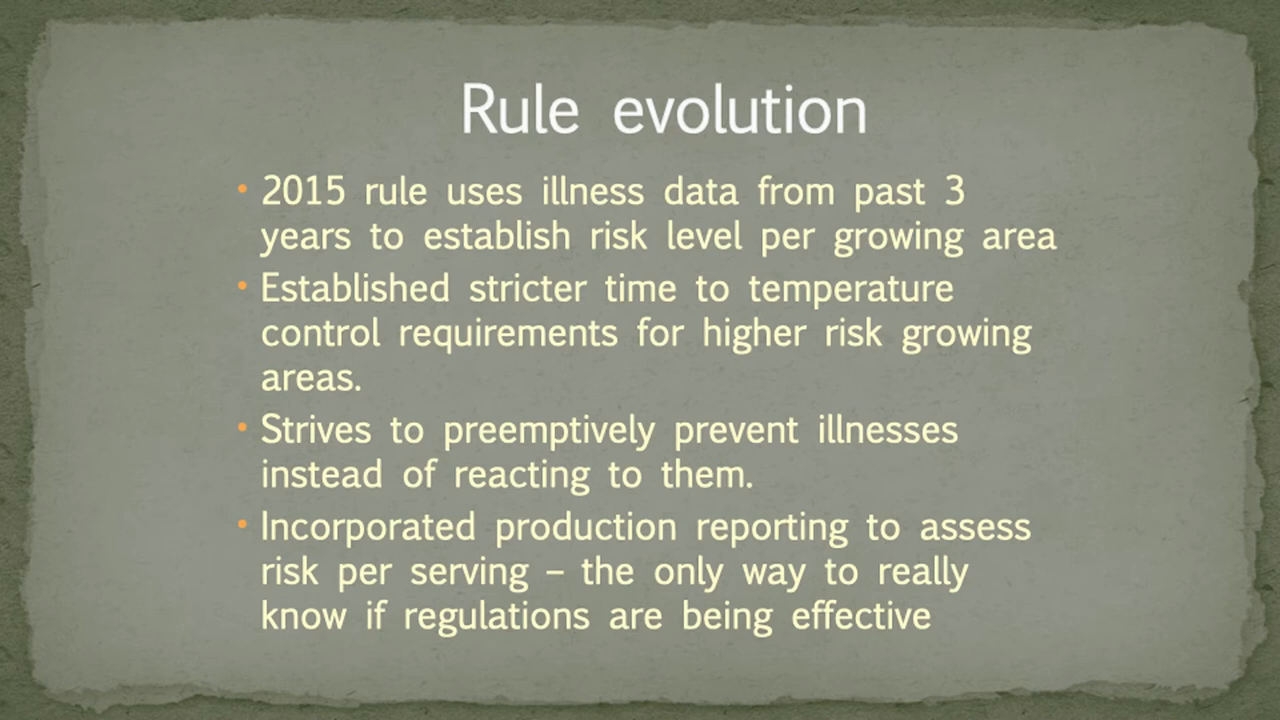 Rule evolution
• 2015 rule uses illness data from past 3
years to establish risk level per growing area
• Established stricter time to temperature
control requirements for higher risk growing
areas.
• Strives to preemptively prevent illnesses
instead of reacting to them.
• Incorporated production reporting to assess
risk per serving – the only way to really
know if regulations are being effective